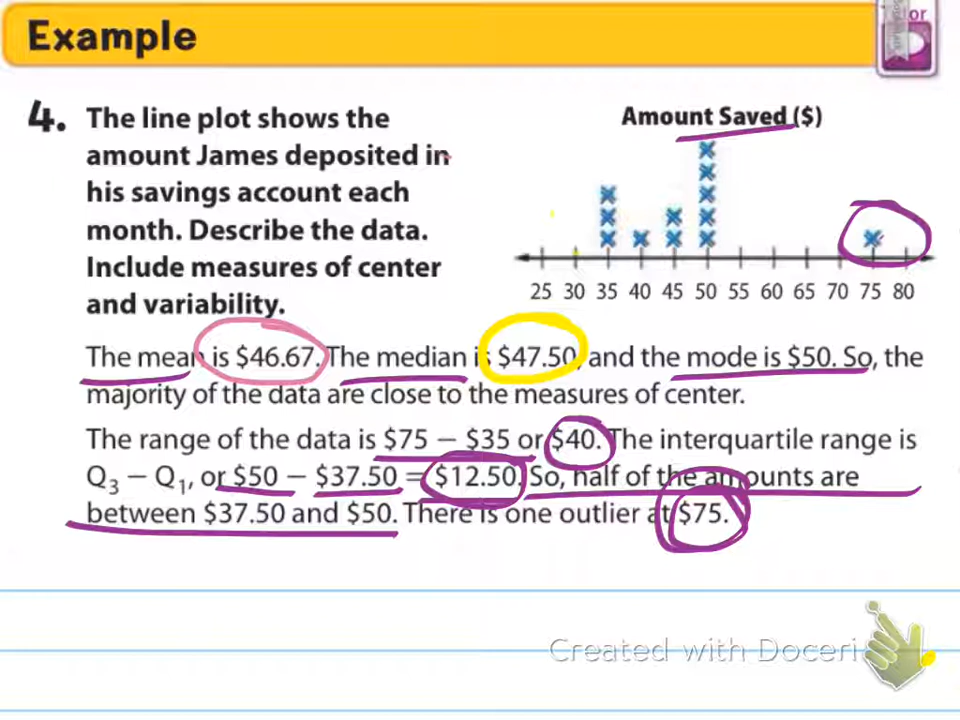 Example
or
4. The line plot shows the
amount James deposited in
his savings account each
month. Describe the data.
Include measures of center
and variability.
Amount Saved ($)
25 30 35 40 45 50 55 60 65 70 75 80
The mean is $46.67. The median is $47.50, and the mode is $50. So, the
majority of the data are close to the measures of center.
The range of the data is $75 − $35 or $40. The interquartile range is
Q3 − Q1, or $50 − $37.50 = $12.50. So, half of the amounts are
between $37.50 and $50. There is one outlier at $75.
Created with Doceri